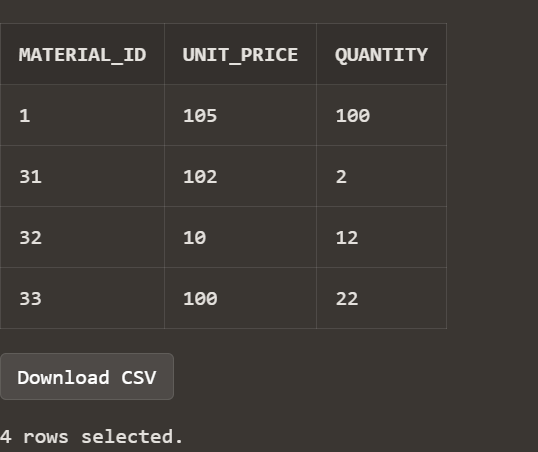 MATERIAL_ID UNIT_PRICE QUANTITY
1 105 100
31 102 2
32 10 12
33 100 22
Download CSV
4 rows selected.